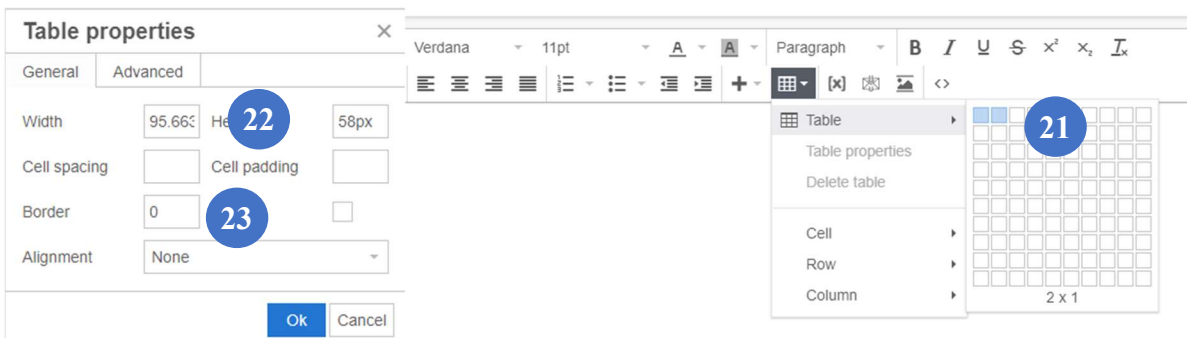 Table properties
General Advanced
Width 95.663 He 22 58px
Cell spacing Cell padding
Border 0 23
Alignment None
Ok Cancel
Verdana 11pt A A Paragraph B I U S x² x₂ Tx
[x] <>
Table
Table properties
Delete table
Cell
Row
Column
21
2 x 1